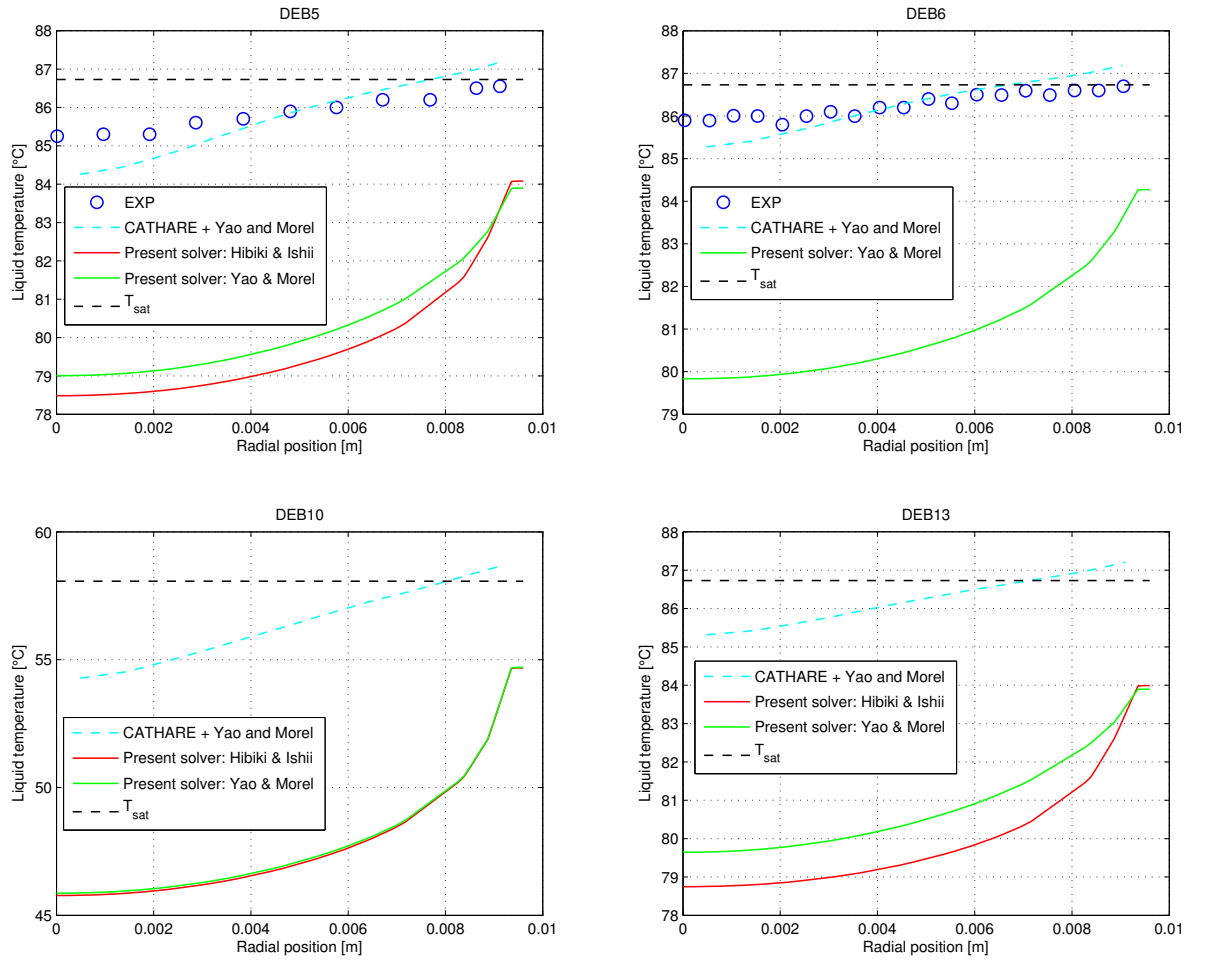 DEB5
88
87
86
85
84
83
82
81
80
79
78
Liquid temperature [°C]
EXP
CATHARE + Yao and Morel
Present solver: Hibiki & Ishii
Present solver: Yao & Morel
Tsat
0
0.002
0.004
0.006
0.008
0.01
Radial position [m]
DEB6
88
87
86
85
84
83
82
81
80
79
Liquid temperature [°C]
EXP
CATHARE + Yao and Morel
Present solver: Yao & Morel
Tsat
0
0.002
0.004
0.006
0.008
0.01
Radial position [m]
DEB10
60
55
50
45
Liquid temperature [°C]
CATHARE + Yao and Morel
Present solver: Hibiki & Ishii
Present solver: Yao & Morel
Tsat
0
0.002
0.004
0.006
0.008
0.01
Radial position [m]
DEB13
88
87
86
85
84
83
82
81
80
79
78
Liquid temperature [°C]
CATHARE + Yao and Morel
Present solver: Hibiki & Ishii
Present solver: Yao & Morel
Tsat
0
0.002
0.004
0.006
0.008
0.01
Radial position [m]